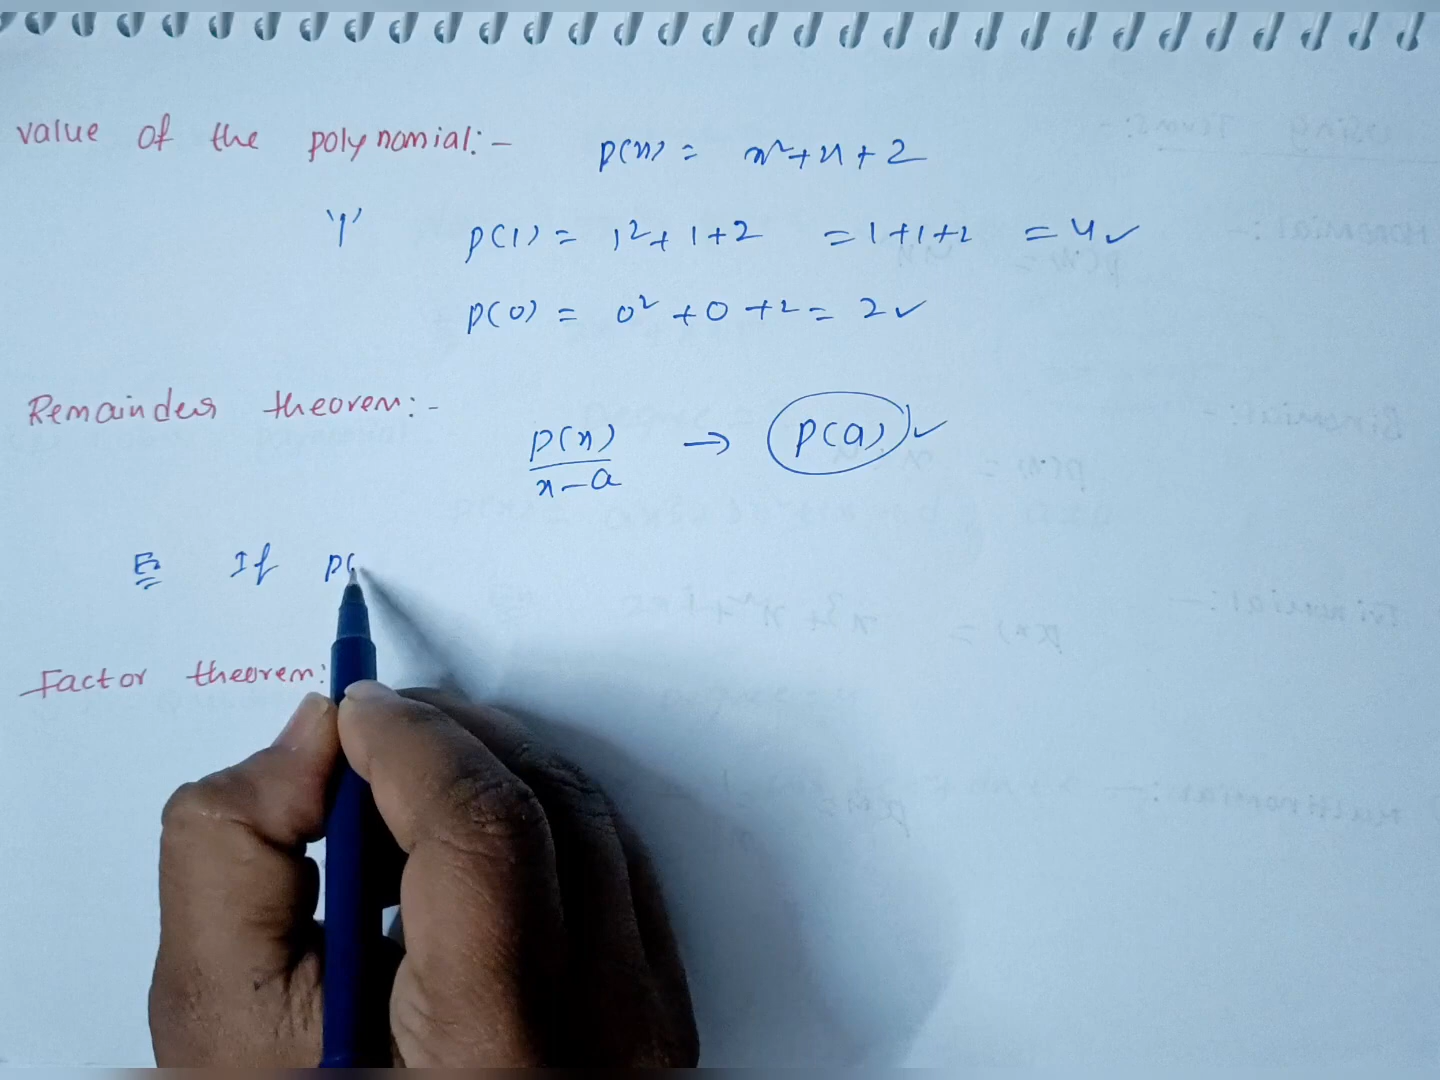 value of the polynomial:- p(x) = x²+x+2
'1' p(1) = 1²+1+2 = 1+1+2 = 4✓
p(0) = 0²+0+2 = 2✓
Remainder theorem:-
p(x)/x-a → p(a) ✓
If p(
Factor theorem: